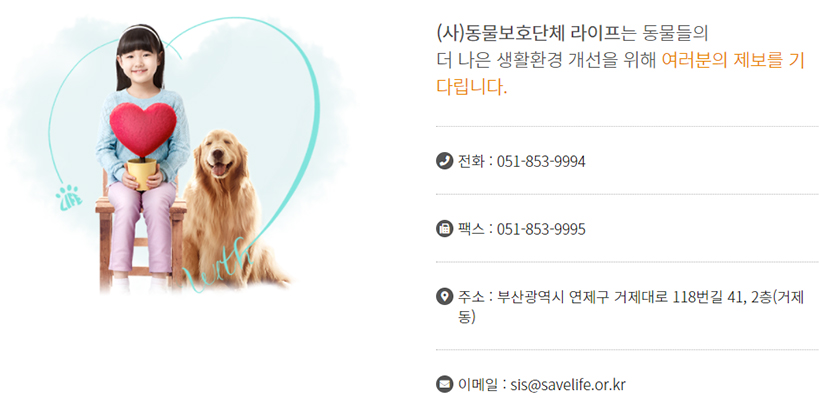 LIFE
with
(사)동물보호단체 라이프는 동물들의
더 나은 생활환경 개선을 위해 여러분의 제보를 기
다립니다.
전화 : 051-853-9994
팩스 : 051-853-9995
주소 : 부산광역시 연제구 거제대로 118번길 41, 2층(거제
동)
이메일 : sis@savelife.or.kr